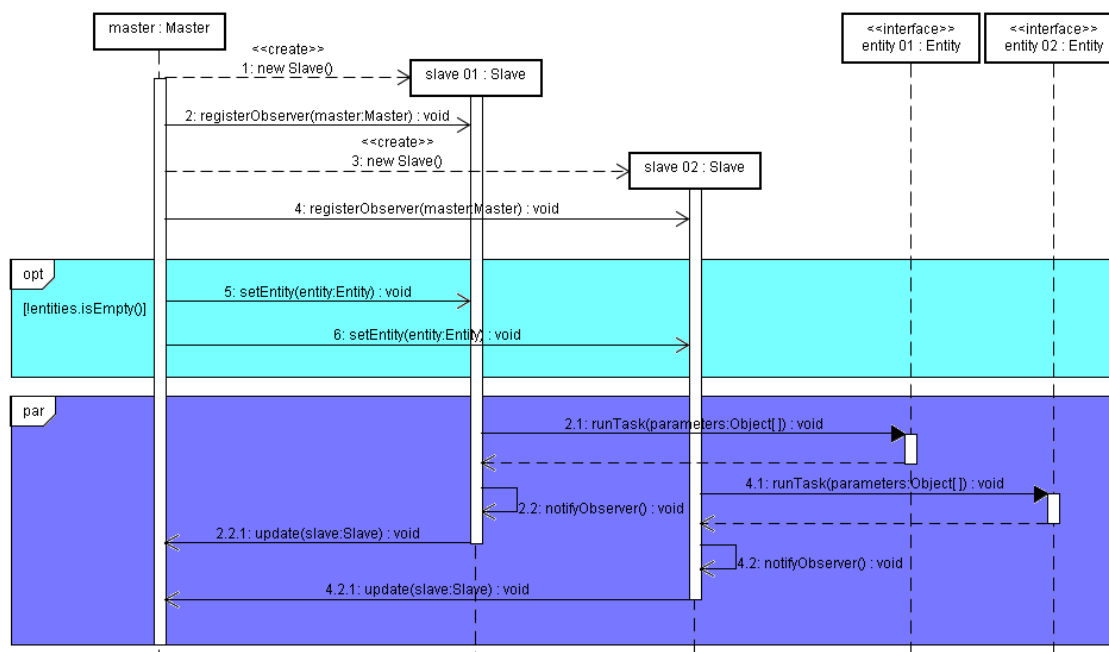 master : Master
<<interface>>
entity 01 : Entity
<<interface>>
entity 02 : Entity
<<create>>
1: new Slave()
slave 01 : Slave
2: registerObserver(master:Master) : void
<<create>>
3: new Slave()
slave 02 : Slave
4: registerObserver(master:Master) : void
opt
[!entities.isEmpty()]
5: setEntity(entity:Entity) : void
6: setEntity(entity:Entity) : void
par
2.1: runTask(parameters:Object[ ]) : void
4.1: runTask(parameters:Object[ ]) : void
2.2: notifyObserver() : void
2.2.1: update(slave:Slave) : void
4.2: notifyObserver() : void
4.2.1: update(slave:Slave) : void